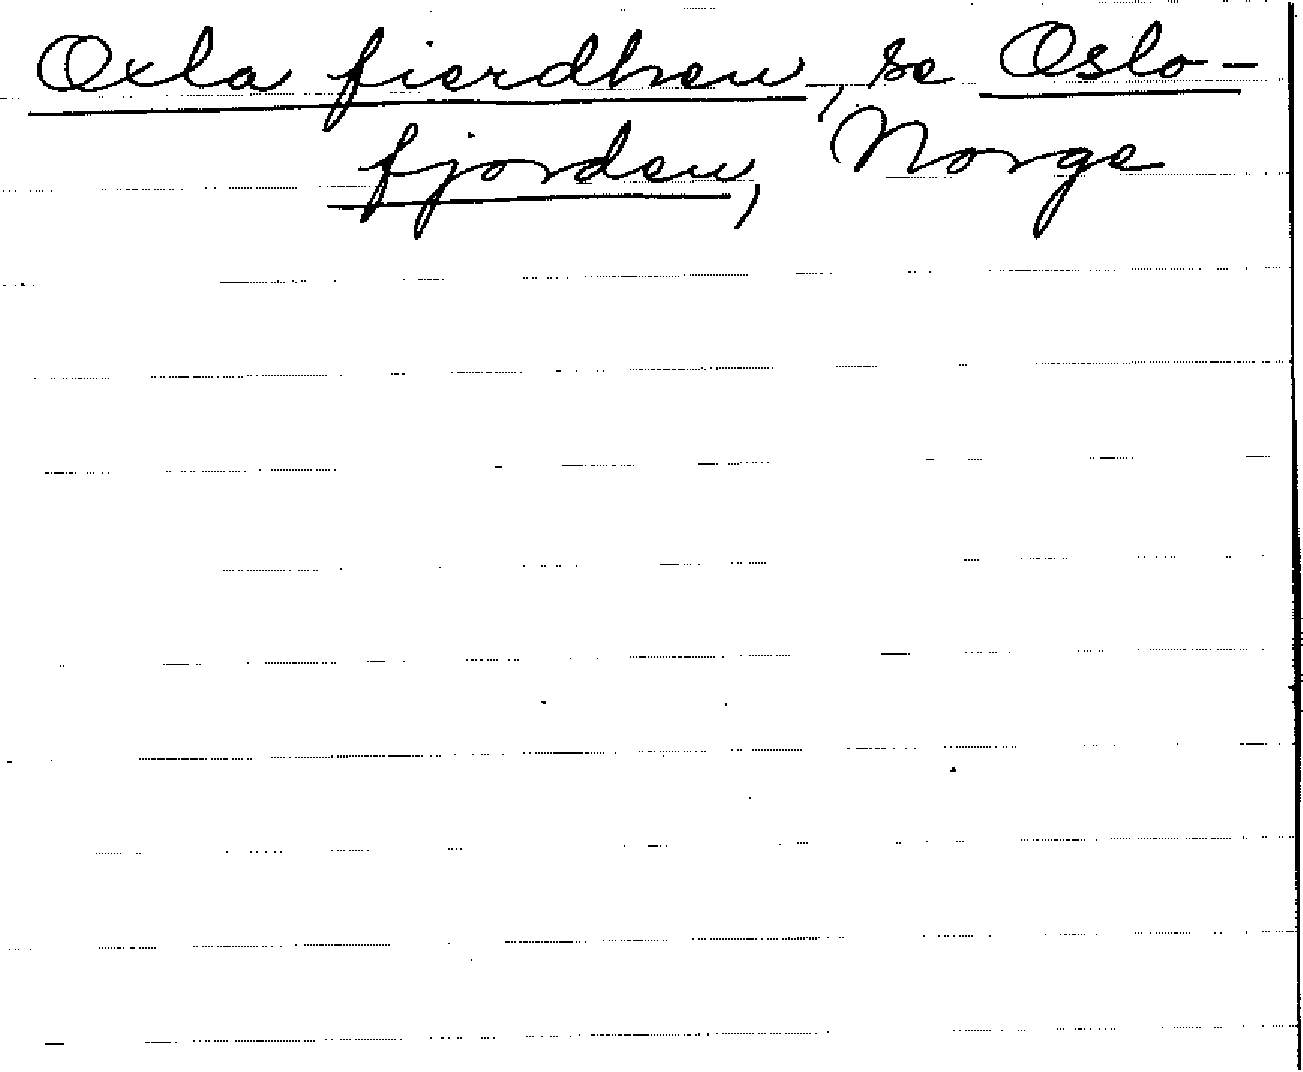 Oxla fierdhen, se Oslo-
fjorden, Norge